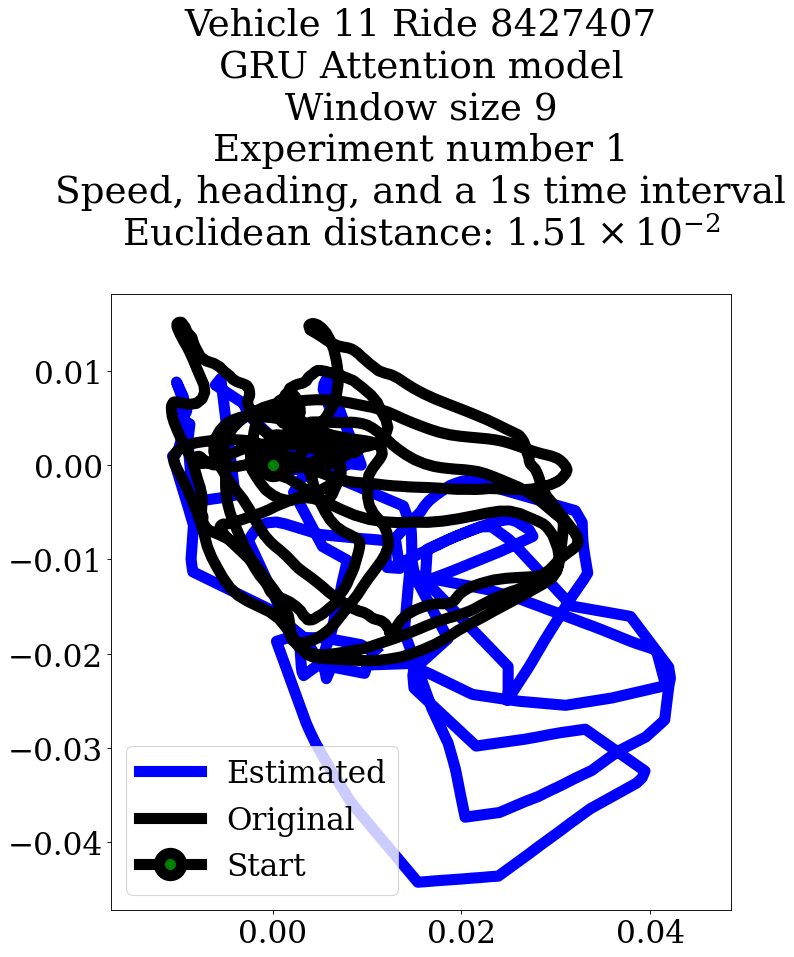 Vehicle 11 Ride 8427407
GRU Attention model
Window size 9
Experiment number 1
Speed, heading, and a 1s time interval
Euclidean distance: 1.51 × 10⁻²
0.01
0.00
−0.01
−0.02
−0.03
−0.04
Estimated
Original
Start
0.00 0.02 0.04